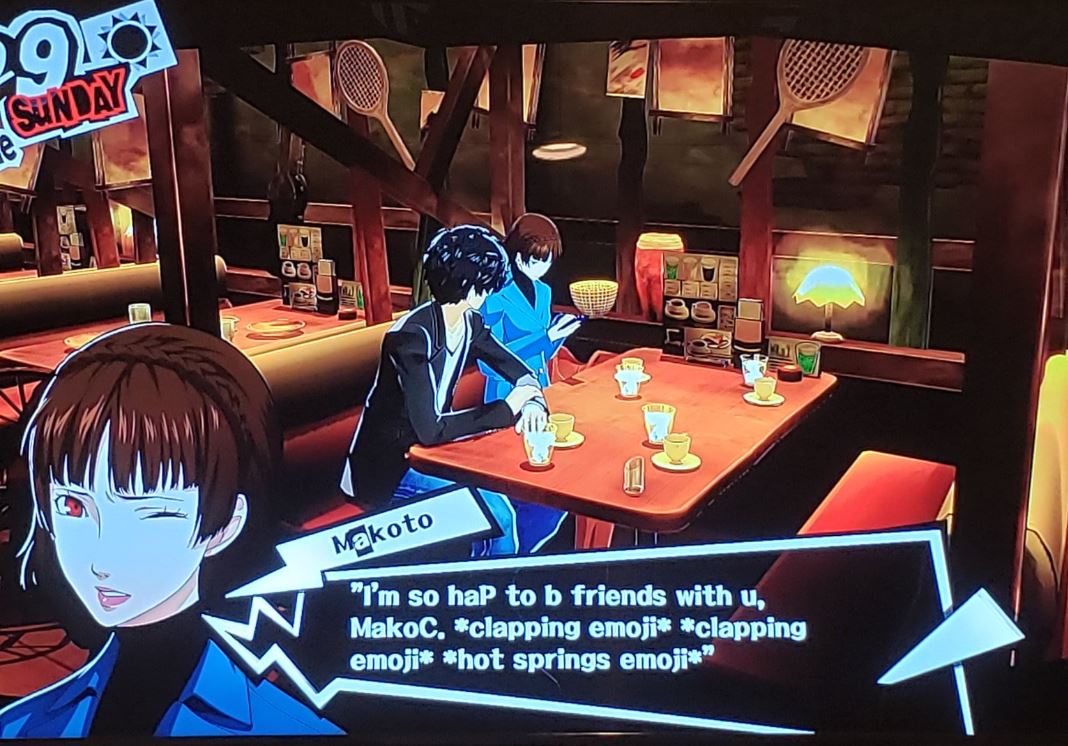 29
SUNDAY
Makoto
"I'm so haP to b friends with u,
MakoC. *clapping emoji* *clapping
emoji* *hot springs emoji*"